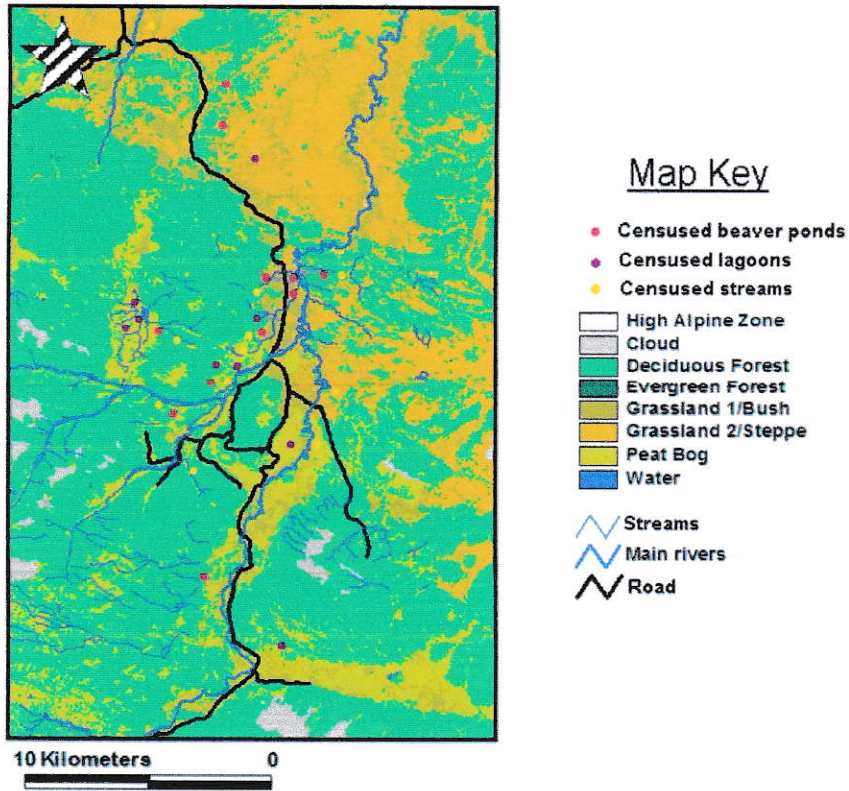 Map Key
Censused beaver ponds
Censused lagoons
Censused streams
High Alpine Zone
Cloud
Deciduous Forest
Evergreen Forest
Grassland 1/Bush
Grassland 2/Steppe
Peat Bog
Water
Streams
Main rivers
Road
10 Kilometers 0